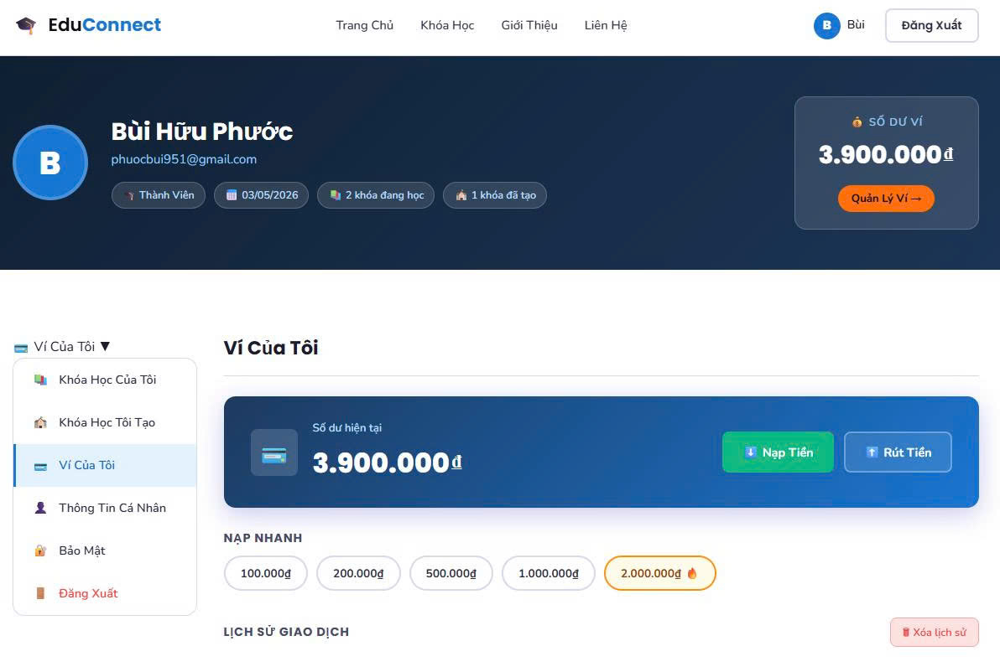 EduConnect
Trang Chủ Khóa Học Giới Thiệu Liên Hệ
B Bùi Đăng Xuất
B
Bùi Hữu Phước
phuocbui951@gmail.com
Thành Viên 03/05/2026 2 khóa đang học 1 khóa đã tạo
SỐ DƯ VÍ
3.900.000₫
Quản Lý Ví →
Ví Của Tôi ▼
Khóa Học Của Tôi
Khóa Học Tôi Tạo
Ví Của Tôi
Thông Tin Cá Nhân
Bảo Mật
Đăng Xuất
Ví Của Tôi
Số dư hiện tại
3.900.000₫
Nạp Tiền Rút Tiền
NẠP NHANH
100.000₫ 200.000₫ 500.000₫ 1.000.000₫ 2.000.000₫
LỊCH SỬ GIAO DỊCH
Xóa lịch sử